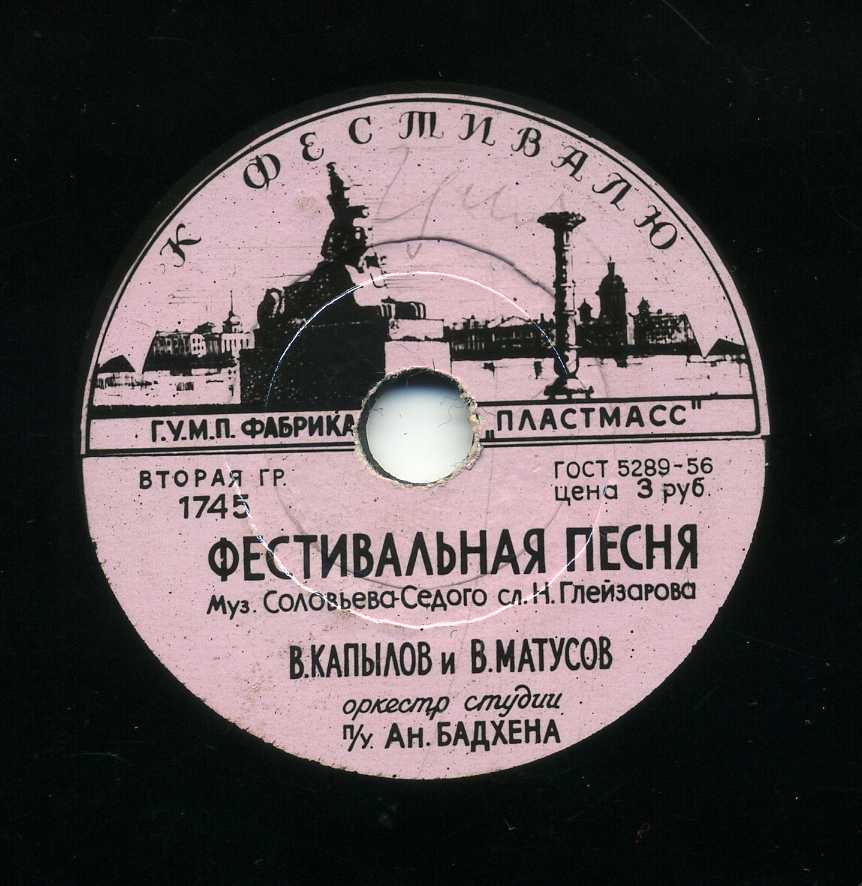 К ФЕСТИВАЛЮ
Г.У.М.П. ФАБРИКА „ПЛАСТМАСС"
ВТОРАЯ ГР.
1745
ГОСТ 5289-56
цена 3 руб.
ФЕСТИВАЛЬНАЯ ПЕСНЯ
Муз. Соловьева-Седого сл. Н. Глейзарова
В. КАПЫЛОВ и В. МАТУСОВ
оркестр студии
п/у. Ан. БАДХЕНА